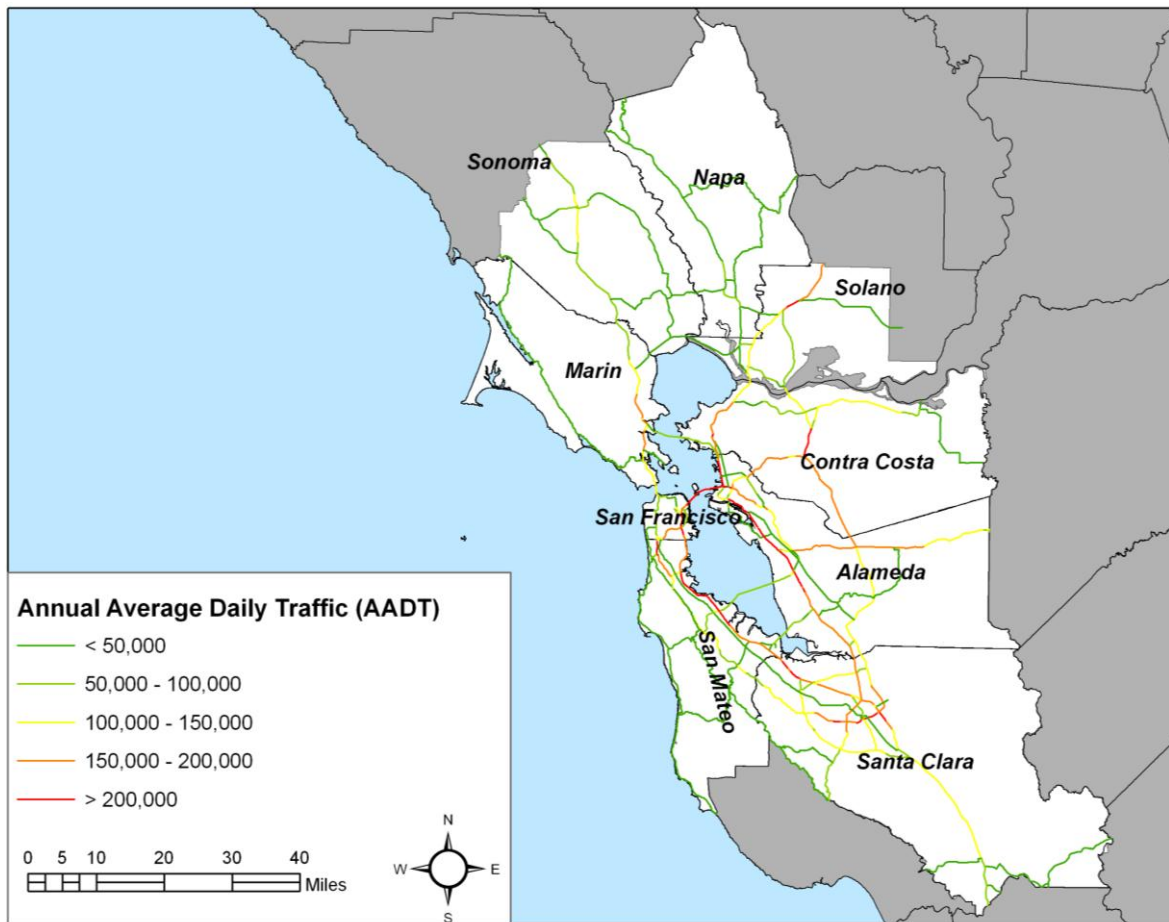 Sonoma
Napa
Solano
Marin
Contra Costa
San Francisco
Alameda
San Mateo
Santa Clara
Annual Average Daily Traffic (AADT)
< 50,000
50,000 - 100,000
100,000 - 150,000
150,000 - 200,000
> 200,000
0 5 10 20 30 40
Miles
N
W E
S